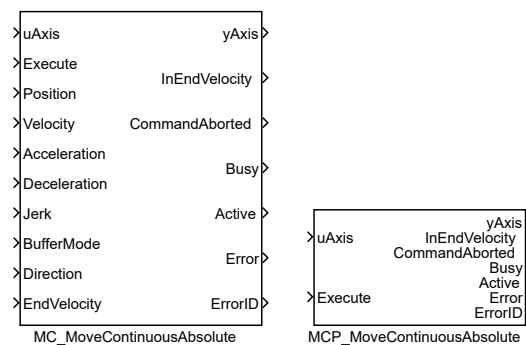 uAxis
Execute
Position
Velocity
Acceleration
Deceleration
Jerk
BufferMode
Direction
EndVelocity
yAxis
InEndVelocity
CommandAborted
Busy
Active
Error
ErrorID
MC_MoveContinuousAbsolute
uAxis
Execute
yAxis
InEndVelocity
CommandAborted
Busy
Active
Error
ErrorID
MCP_MoveContinuousAbsolute